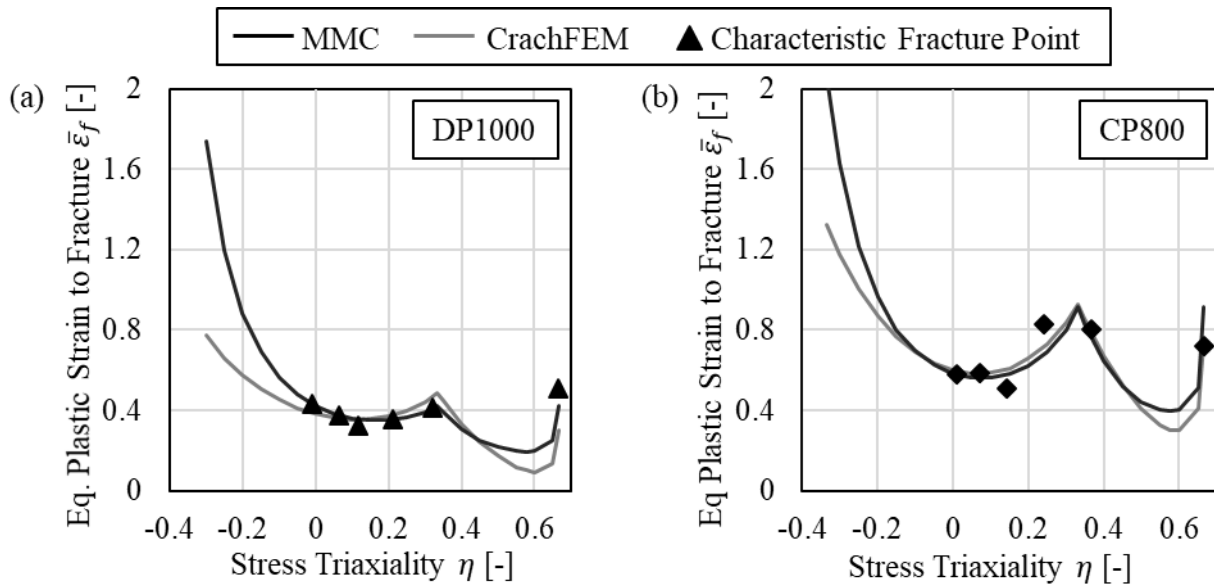 MMC CrachFEM Characteristic Fracture Point
(a)
DP1000
Eq. Plastic Strain to Fracture ε̄f [-]
2
1.6
1.2
0.8
0.4
0
-0.4 -0.2 0 0.2 0.4 0.6
Stress Triaxiality η [-]
(b)
CP800
Eq Plastic Strain to Fracture ε̄f [-]
2
1.6
1.2
0.8
0.4
0
-0.4 -0.2 0 0.2 0.4 0.6
Stress Triaxiality η [-]